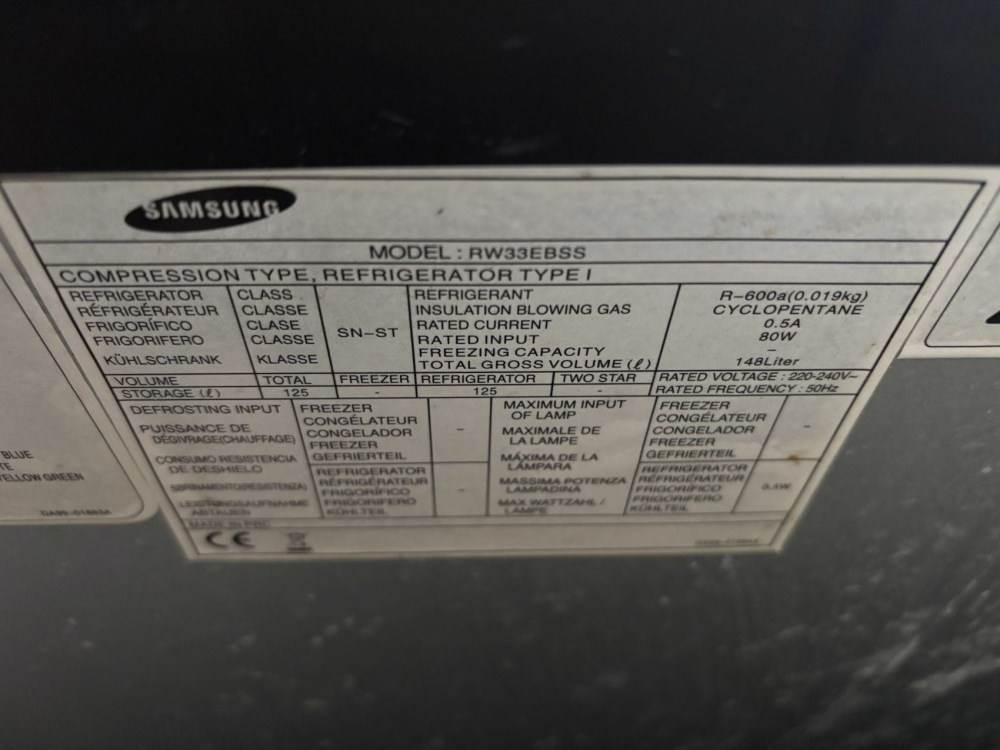 SAMSUNG
MODEL : RW33EBSS
COMPRESSION TYPE, REFRIGERATOR TYPE I
REFRIGERATOR CLASS
RÉFRIGÉRATEUR CLASSE
FRIGORÍFICO CLASE
FRIGORIFERO CLASSE
KÜHLSCHRANK KLASSE
SN-ST
REFRIGERANT R-600a(0.019kg)
INSULATION BLOWING GAS CYCLOPENTANE
RATED CURRENT 0.5A
RATED INPUT 80W
FREEZING CAPACITY -
TOTAL GROSS VOLUME (ℓ) 148Liter
VOLUME TOTAL FREEZER REFRIGERATOR TWO STAR RATED VOLTAGE : 220-240V~
STORAGE (ℓ) 125 - 125 - RATED FREQUENCY : 50Hz
DEFROSTING INPUT
PUISSANCE DE
DÉGIVRAGE(CHAUFFAGE)
CONSUMO RESISTENCIA
DE DESHIELO
SBRINAMENTO(RESISTENZA)
LEISTUNGSAUFNAHME
ABTAUEN
FREEZER
CONGÉLATEUR
CONGELADOR
FREEZER
GEFRIERTEIL
-
REFRIGERATOR
RÉFRIGÉRATEUR
FRIGORÍFICO
FRIGORIFERO
KÜHLTEIL
-
MAXIMUM INPUT
OF LAMP
MAXIMALE DE
LA LAMPE
MÁXIMA DE LA
LÁMPARA
MASSIMA POTENZA
LAMPADINA
MAX WATTZAHL /
LAMPE
FREEZER
CONGÉLATEUR
CONGELADOR
FREEZER
GEFRIERTEIL
-
REFRIGERATOR
RÉFRIGÉRATEUR
FRIGORÍFICO
FRIGORIFERO
KÜHLTEIL
MADE IN PRC
CE
BLUE
TE
YELLOW GREEN